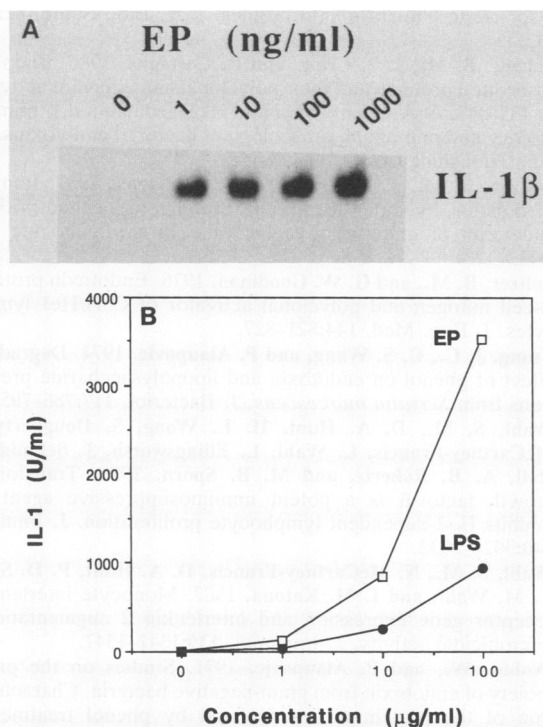 A
EP (ng/ml)
0 1 10 100 1000
IL-1β
B
4000
3000
2000
1000
0
IL-1 (U/ml)
EP
LPS
0 1 10 100
Concentration (μg/ml)